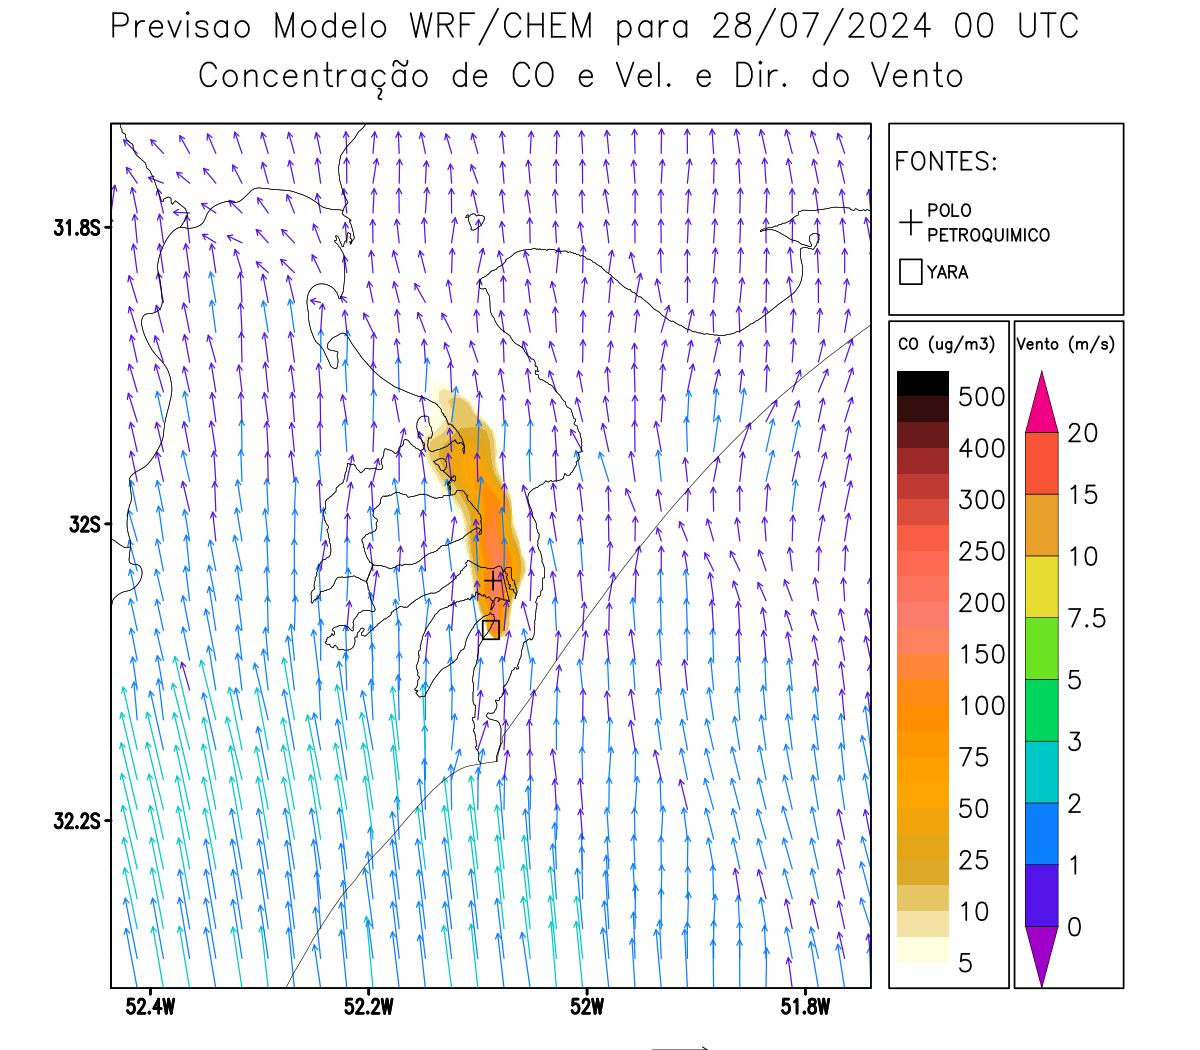 Previsao Modelo WRF/CHEM para 28/07/2024 00 UTC
Concentração de CO e Vel. e Dir. do Vento
FONTES:
POLO
PETROQUIMICO
YARA
31.8S
32S
32.2S
52.4W
52.2W
52W
51.8W
CO (ug/m3)
500
400
300
250
200
150
100
75
50
25
10
5
Vento (m/s)
20
15
10
7.5
5
3
2
1
0